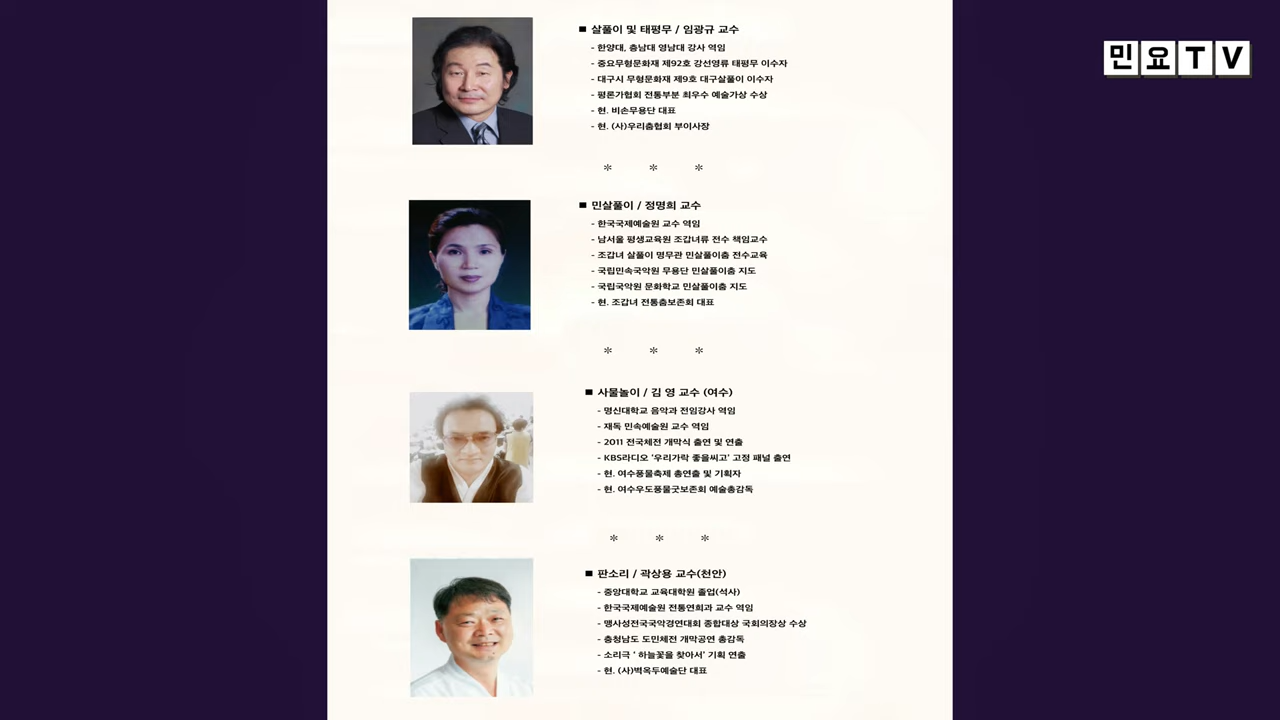 민요TV
■ 살풀이 및 태평무 / 임광규 교수
- 한양대, 충남대 영남대 강사 역임
- 중요무형문화재 제92호 강선영류 태평무 이수자
- 대구시 무형문화재 제9호 대구살풀이 이수자
- 평론가협회 전통부분 최우수 예술가상 수상
- 현. 비손무용단 대표
- 현. (사)우리춤협회 부이사장
* * *
■ 민살풀이 / 정명희 교수
- 한국국제예술원 교수 역임
- 남서울 평생교육원 조갑녀류 전수 책임교수
- 조갑녀 살풀이 명무관 민살풀이춤 전수교육
- 국립민속국악원 무용단 민살풀이춤 지도
- 국립국악원 문화학교 민살풀이춤 지도
- 현. 조갑녀 전통춤보존회 대표
* * *
■ 사물놀이 / 김 영 교수 (여수)
- 명신대학교 음악과 전임강사 역임
- 재독 민속예술원 교수 역임
- 2011 전국체전 개막식 출연 및 연출
- KBS라디오 '우리가락 좋을씨고' 고정 패널 출연
- 현. 여수풍물축제 총연출 및 기획자
- 현. 여수우도풍물굿보존회 예술총감독
* * *
■ 판소리 / 곽상용 교수(천안)
- 중앙대학교 교육대학원 졸업(석사)
- 한국국제예술원 전통연희과 교수 역임
- 맹사성전국국악경연대회 종합대상 국회의장상 수상
- 충청남도 도민체전 개막공연 총감독
- 소리극 ' 하늘꽃을 찾아서' 기획 연출
- 현. (사)벽옥두예술단 대표